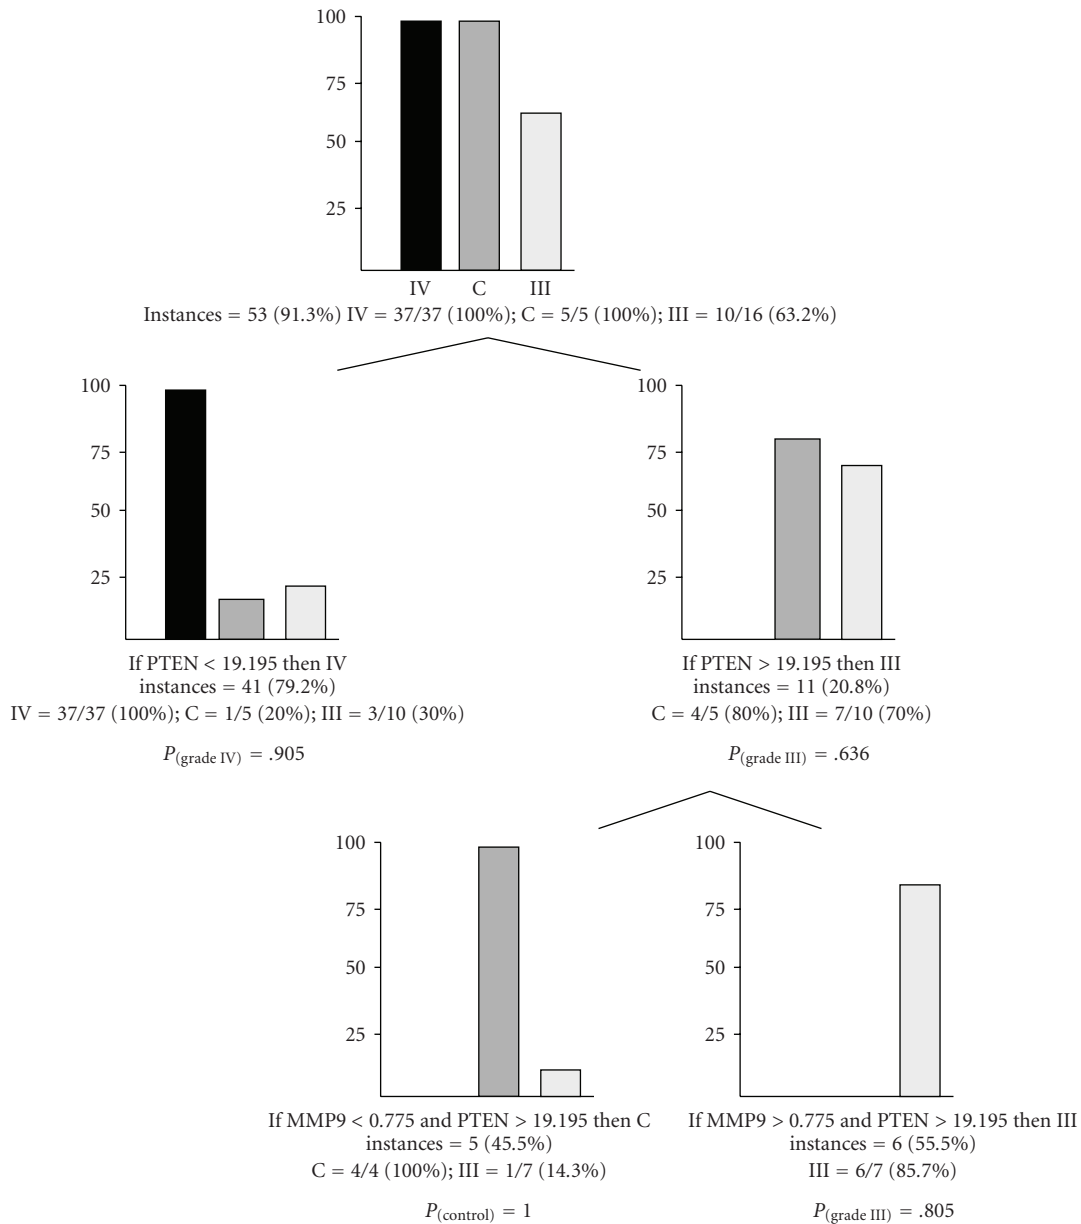 100
75
50
25
IV C III
Instances = 53 (91.3%) IV = 37/37 (100%); C = 5/5 (100%); III = 10/16 (63.2%)
100
75
50
25
If PTEN < 19.195 then IV
instances = 41 (79.2%)
IV = 37/37 (100%); C = 1/5 (20%); III = 3/10 (30%)
P(grade IV) = .905
100
75
50
25
If PTEN > 19.195 then III
instances = 11 (20.8%)
C = 4/5 (80%); III = 7/10 (70%)
P(grade III) = .636
100
75
50
25
If MMP9 < 0.775 and PTEN > 19.195 then C
instances = 5 (45.5%)
C = 4/4 (100%); III = 1/7 (14.3%)
P(control) = 1
100
75
50
25
If MMP9 > 0.775 and PTEN > 19.195 then III
instances = 6 (55.5%)
III = 6/7 (85.7%)
P(grade III) = .805